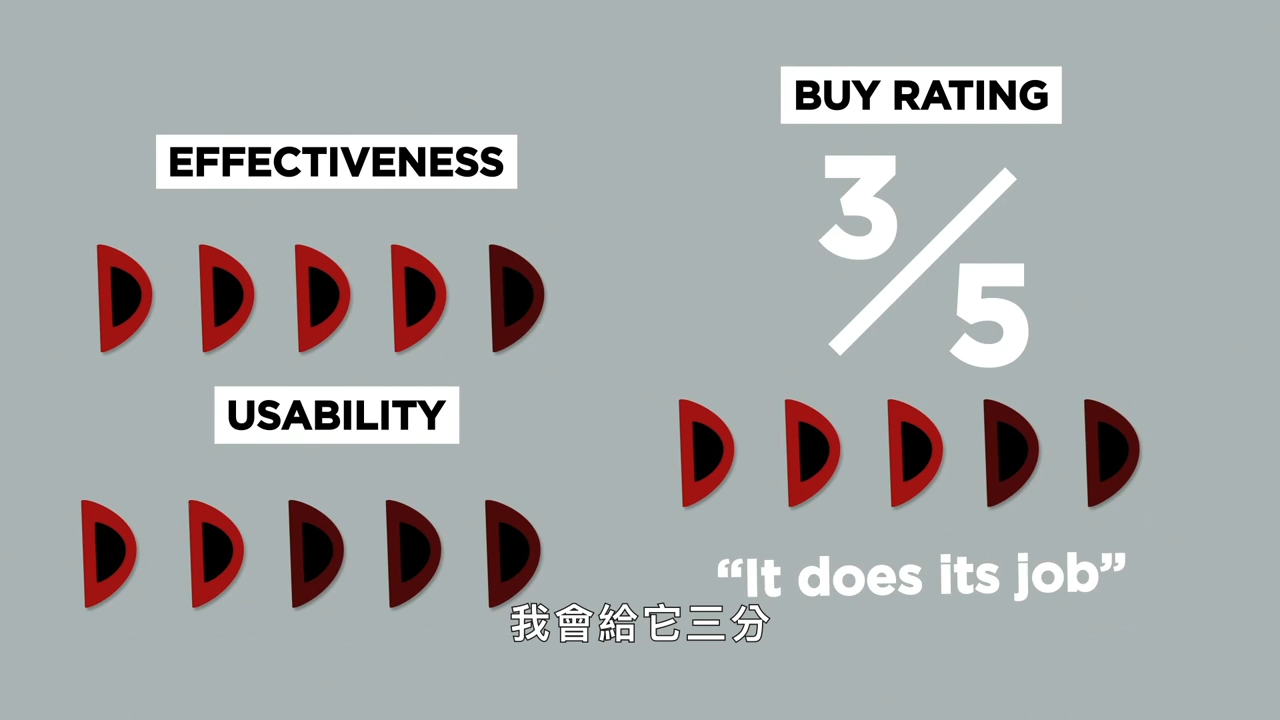 EFFECTIVENESS
USABILITY
BUY RATING
3/5
“It does its job”
我會給它三分